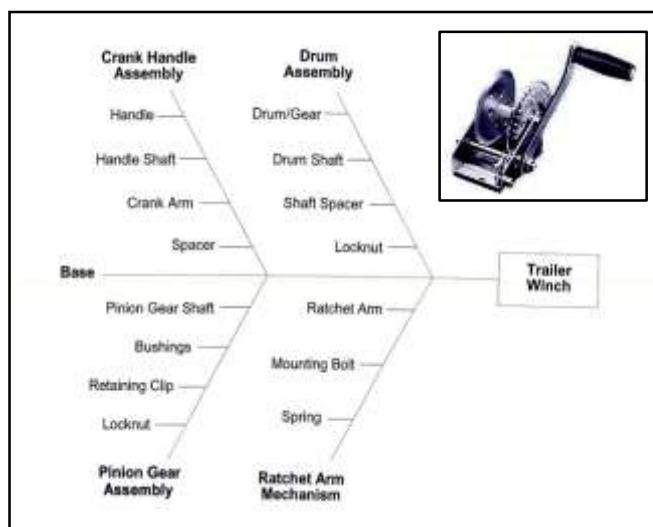 Crank Handle
Assembly
Handle
Handle Shaft
Crank Arm
Spacer
Drum
Assembly
Drum/Gear
Drum Shaft
Shaft Spacer
Locknut
Base
Trailer
Winch
Pinion Gear Shaft
Bushings
Retaining Clip
Locknut
Pinion Gear
Assembly
Ratchet Arm
Mounting Bolt
Spring
Ratchet Arm
Mechanism